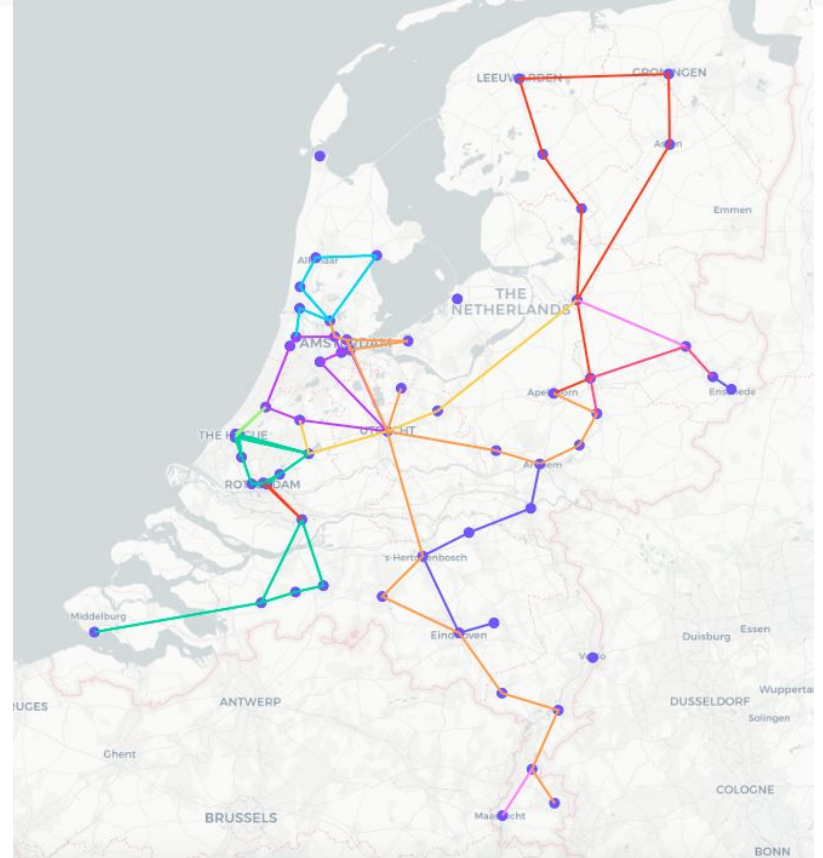 LEEUWARDEN
GRONINGEN
Assen
Emmen
Alkmaar
THE
NETHERLANDS
AMSTERDAM
Apeldoorn
Enschede
THE HAGUE
UTRECHT
Arnhem
ROTTERDAM
's-Hertogenbosch
Middelburg
Eindhoven
Venlo
Duisburg
Essen
Wupperta
UGES
ANTWERP
DUSSELDORF
Solingen
Ghent
COLOGNE
BRUSSELS
Maastricht
BONN